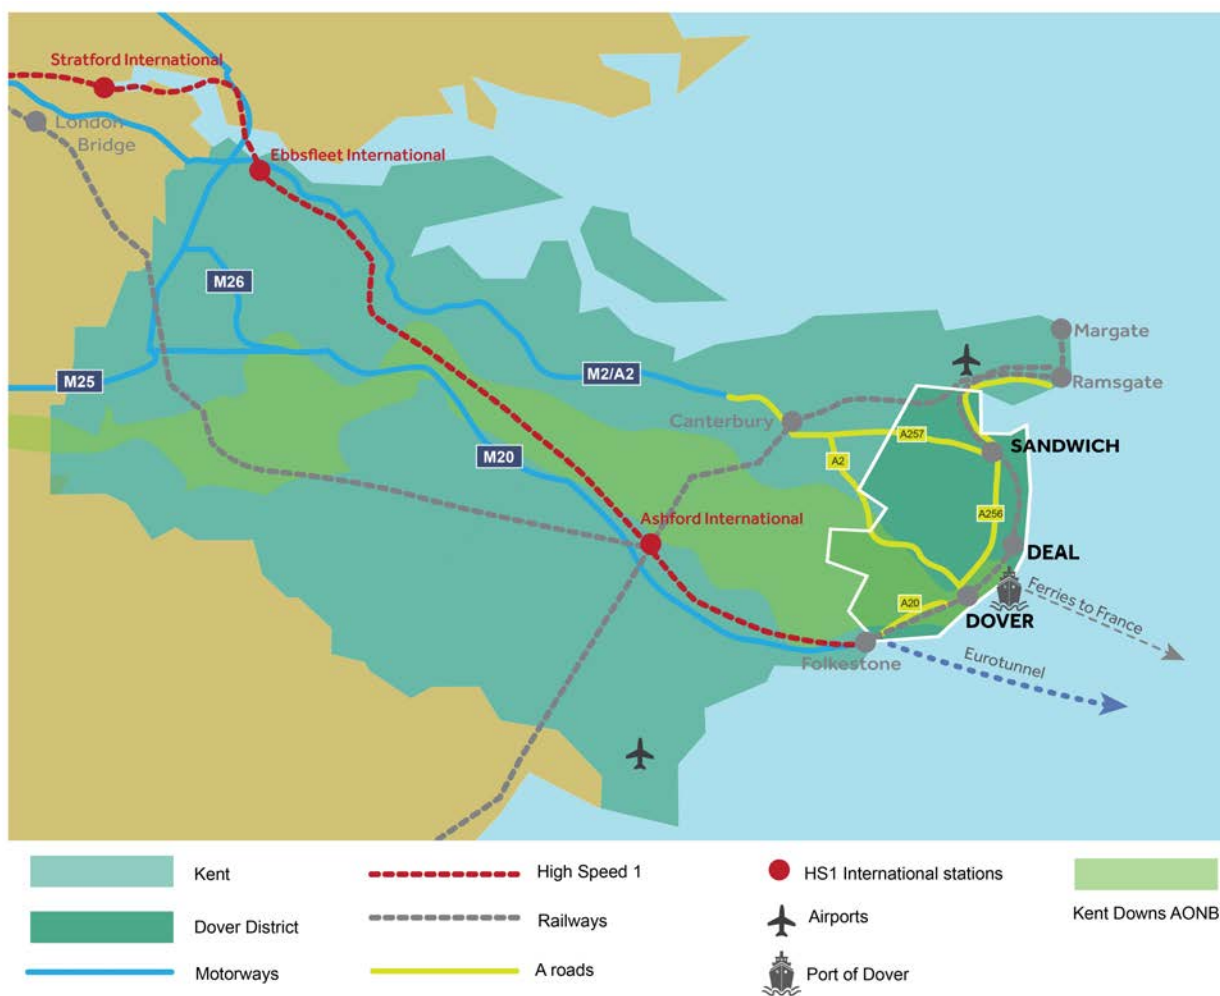 Stratford International
London
Bridge
Ebbsfleet International
M26
M25
M2/A2
Margate
Ramsgate
Canterbury
A257
SANDWICH
M20
A2
Ashford International
A256
DEAL
Ferries to France
A20
DOVER
Folkestone
Eurotunnel
Kent
High Speed 1
HS1 International stations
Kent Downs AONB
Dover District
Railways
Airports
Motorways
A roads
Port of Dover